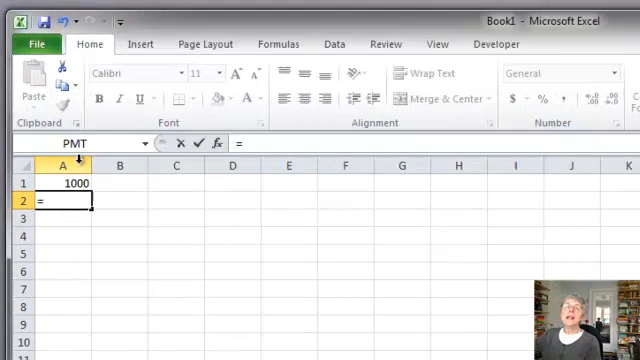 Book1 - Microsoft Excel
File Home Insert Page Layout Formulas Data Review View Developer
Calibri 11 Wrap Text General
Paste B I U Merge & Center $ % ,
Clipboard Font Alignment Number
PMT fx =
A B C D E F G H I J K
1 1000
2 =
3
4
5
6
7
8
9
10
11